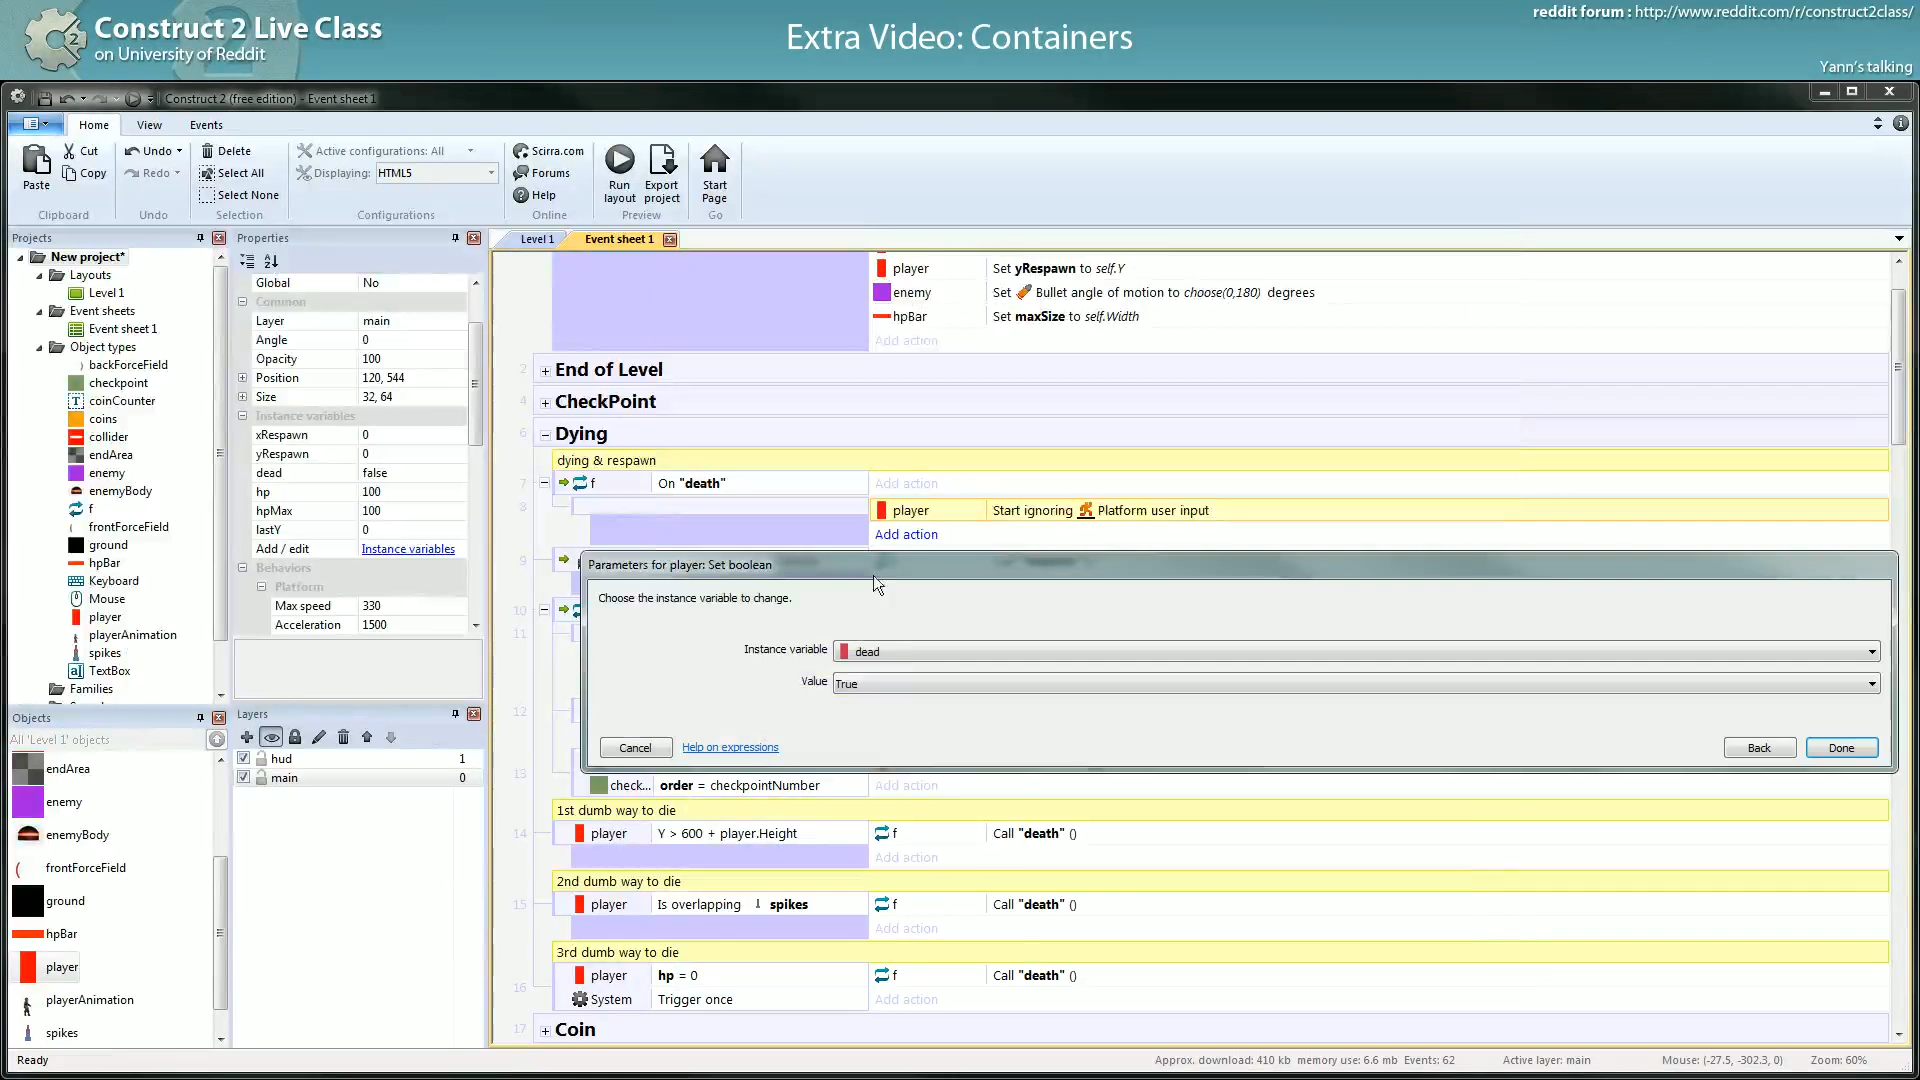 Construct 2 Live Class
on University of Reddit
Extra Video: Containers
reddit forum : http://www.reddit.com/r/construct2class/
Yann's talking
Construct 2 (free edition) - Event sheet 1
Home View Events
Paste
Cut
Copy
Clipboard
Undo
Redo
Undo
Delete
Select All
Select None
Selection
Active configurations: All
Displaying: HTML5
Configurations
Scirra.com
Forums
Help
Online
Run layout
Export project
Preview
Start Page
Go
Projects
New project*
Layouts
Level 1
Event sheets
Event sheet 1
Object types
backForceField
checkpoint
coinCounter
coins
collider
endArea
enemy
enemyBody
f
frontForceField
ground
hpBar
Keyboard
Mouse
player
playerAnimation
spikes
TextBox
Families
Properties
Global No
Common
Layer main
Angle 0
Opacity 100
Position 120, 544
Size 32, 64
Instance variables
xRespawn 0
yRespawn 0
dead false
hp 100
hpMax 100
lastY 0
Add / edit Instance variables
Behaviors
Platform
Max speed 330
Acceleration 1500
Objects
All 'Level 1' objects
endArea
enemy
enemyBody
frontForceField
ground
hpBar
player
playerAnimation
spikes
Layers
hud 1
main 0
Level 1 Event sheet 1
player Set yRespawn to self.Y
enemy Set Bullet angle of motion to choose(0,180) degrees
hpBar Set maxSize to self.Width
Add action
2 End of Level
4 CheckPoint
6 Dying
dying & respawn
7 f On "death" Add action
8 player Start ignoring Platform user input
Add action
9
10
11
12
13
Parameters for player: Set boolean
Choose the instance variable to change.
Instance variable dead
Value True
Cancel Help on expressions Back Done
check... order = checkpointNumber Add action
1st dumb way to die
14 player Y > 600 + player.Height f Call "death" ()
Add action
2nd dumb way to die
15 player Is overlapping spikes f Call "death" ()
Add action
3rd dumb way to die
player hp = 0 f Call "death" ()
16 System Trigger once Add action
17 Coin
Ready
Approx. download: 410 kb memory use: 6.6 mb Events: 62 Active layer: main Mouse: (-27.5, -302.3, 0) Zoom: 60%